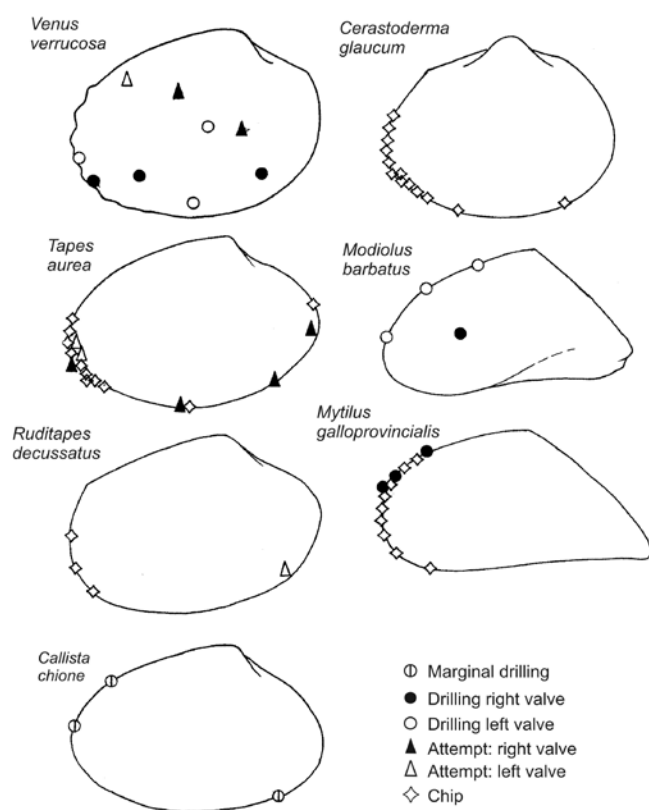 Venus
verrucosa
Cerastoderma
glaucum
Tapes
aurea
Modiolus
barbatus
Ruditapes
decussatus
Mytilus
galloprovincialis
Callista
chione
Marginal drilling
Drilling right valve
Drilling left valve
Attempt: right valve
Attempt: left valve
Chip